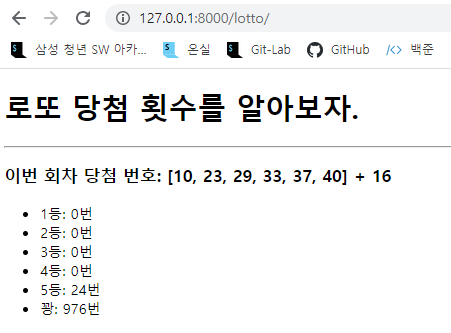 127.0.0.1:8000/lotto/
삼성 청년 SW 아카... 온실 Git-Lab GitHub </> 백준
로또 당첨 횟수를 알아보자.
이번 회차 당첨 번호: [10, 23, 29, 33, 37, 40] + 16
• 1등: 0번
• 2등: 0번
• 3등: 0번
• 4등: 0번
• 5등: 24번
• 꽝: 976번